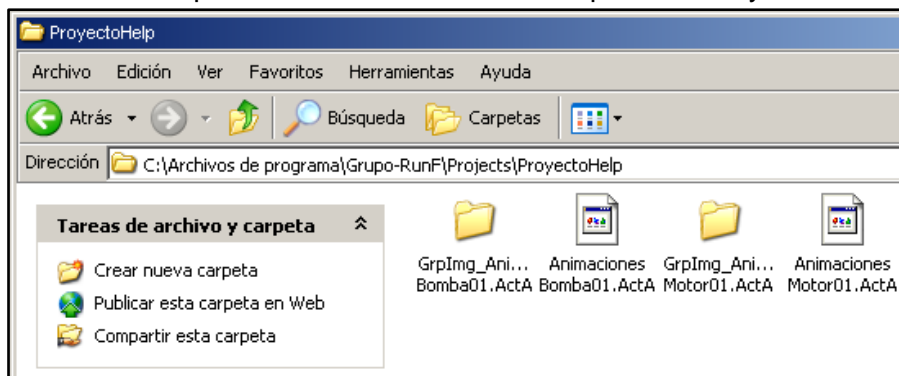 ProyectoHelp
Archivo Edición Ver Favoritos Herramientas Ayuda
Atrás Búsqueda Carpetas
Dirección C:\Archivos de programa\Grupo-RunF\Projects\ProyectoHelp
Tareas de archivo y carpeta
Crear nueva carpeta
Publicar esta carpeta en Web
Compartir esta carpeta
GrpImg_Ani... Animaciones GrpImg_Ani... Animaciones
Bomba01.ActA Bomba01.ActA Motor01.ActA Motor01.ActA